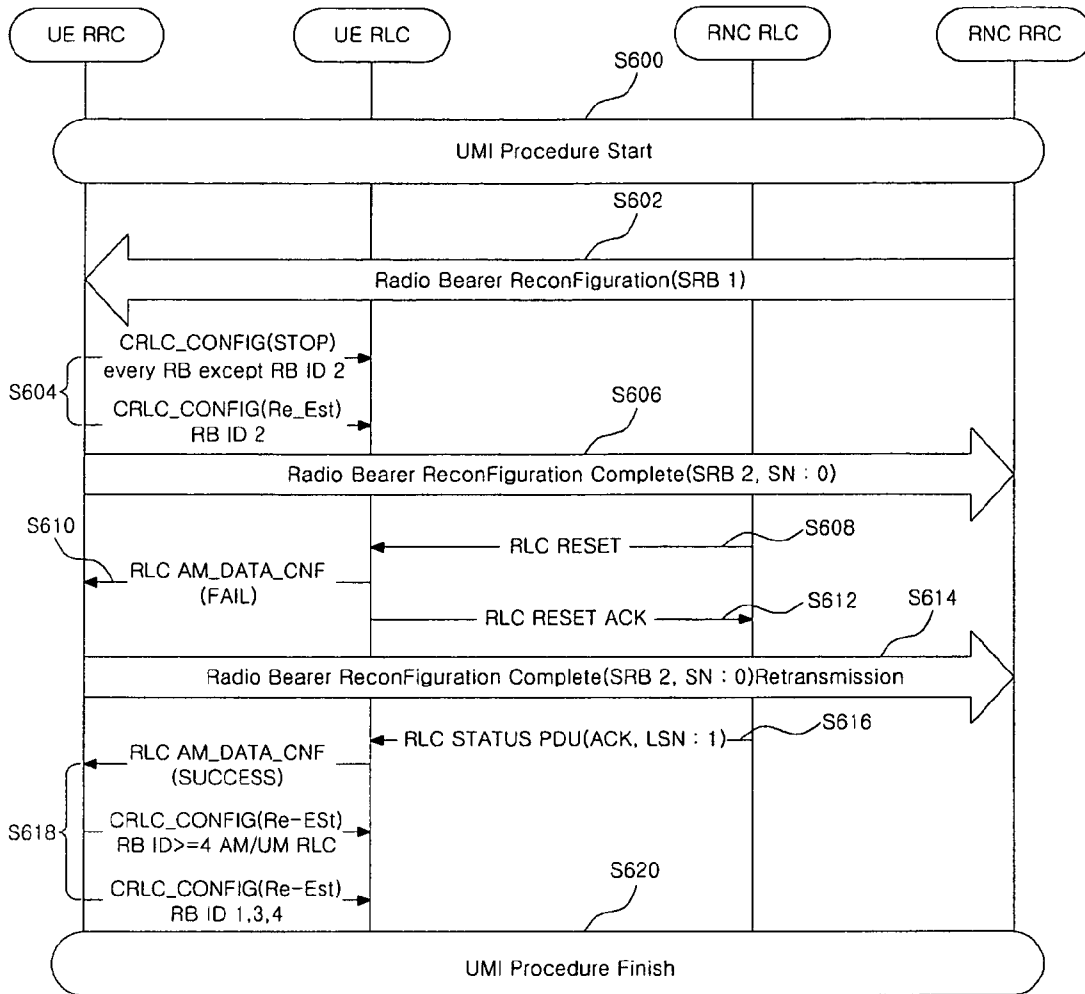 UE RRC
UE RLC
RNC RLC
RNC RRC
S600
UMI Procedure Start
S602
Radio Bearer ReconFiguration(SRB 1)
CRLC_CONFIG(STOP)
every RB except RB ID 2
S604
S606
CRLC_CONFIG(Re_Est)
RB ID 2
Radio Bearer ReconFiguration Complete(SRB 2, SN : 0)
S610
S608
RLC RESET
RLC AM_DATA_CNF
(FAIL)
S612
S614
RLC RESET ACK
Radio Bearer ReconFiguration Complete(SRB 2, SN : 0)Retransmission
S616
RLC STATUS PDU(ACK, LSN : 1)
RLC AM_DATA_CNF
(SUCCESS)
S618
CRLC_CONFIG(Re-ESt)
RB ID>=4 AM/UM RLC
S620
CRLC_CONFIG(Re-Est)
RB ID 1,3,4
UMI Procedure Finish